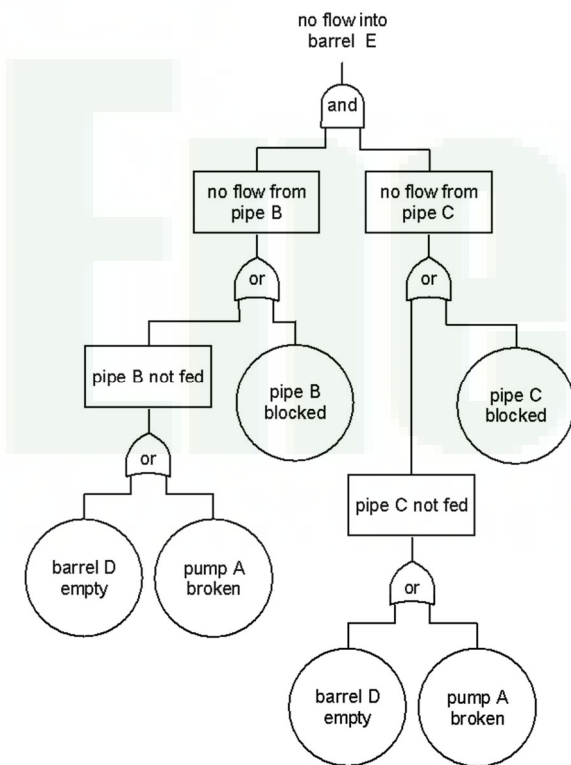 no flow into
barrel E
and
no flow from
pipe B
no flow from
pipe C
or
or
pipe B not fed
pipe B
blocked
pipe C
blocked
or
pipe C not fed
barrel D
empty
pump A
broken
or
barrel D
empty
pump A
broken